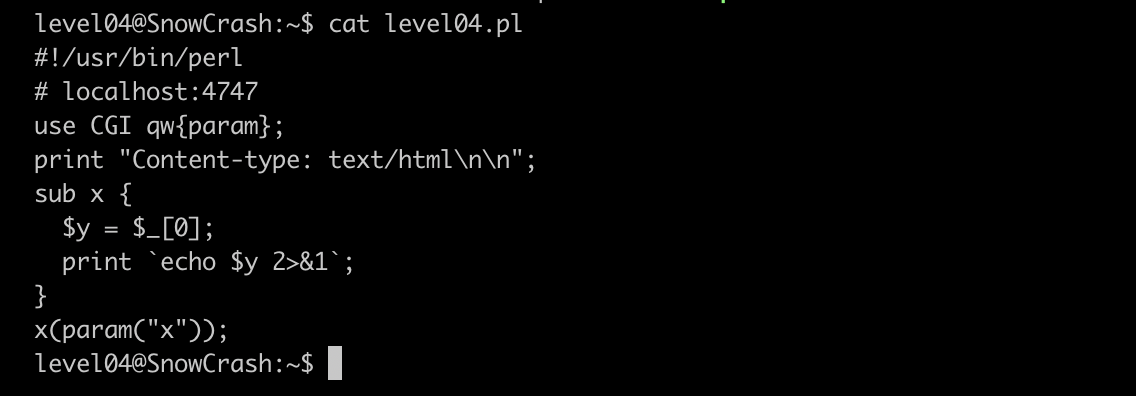 level04@SnowCrash:~$ cat level04.pl
#!/usr/bin/perl
# localhost:4747
use CGI qw{param};
print "Content-type: text/html\n\n";
sub x {
  $y = $_[0];
  print `echo $y 2>&1`;
}
x(param("x"));
level04@SnowCrash:~$